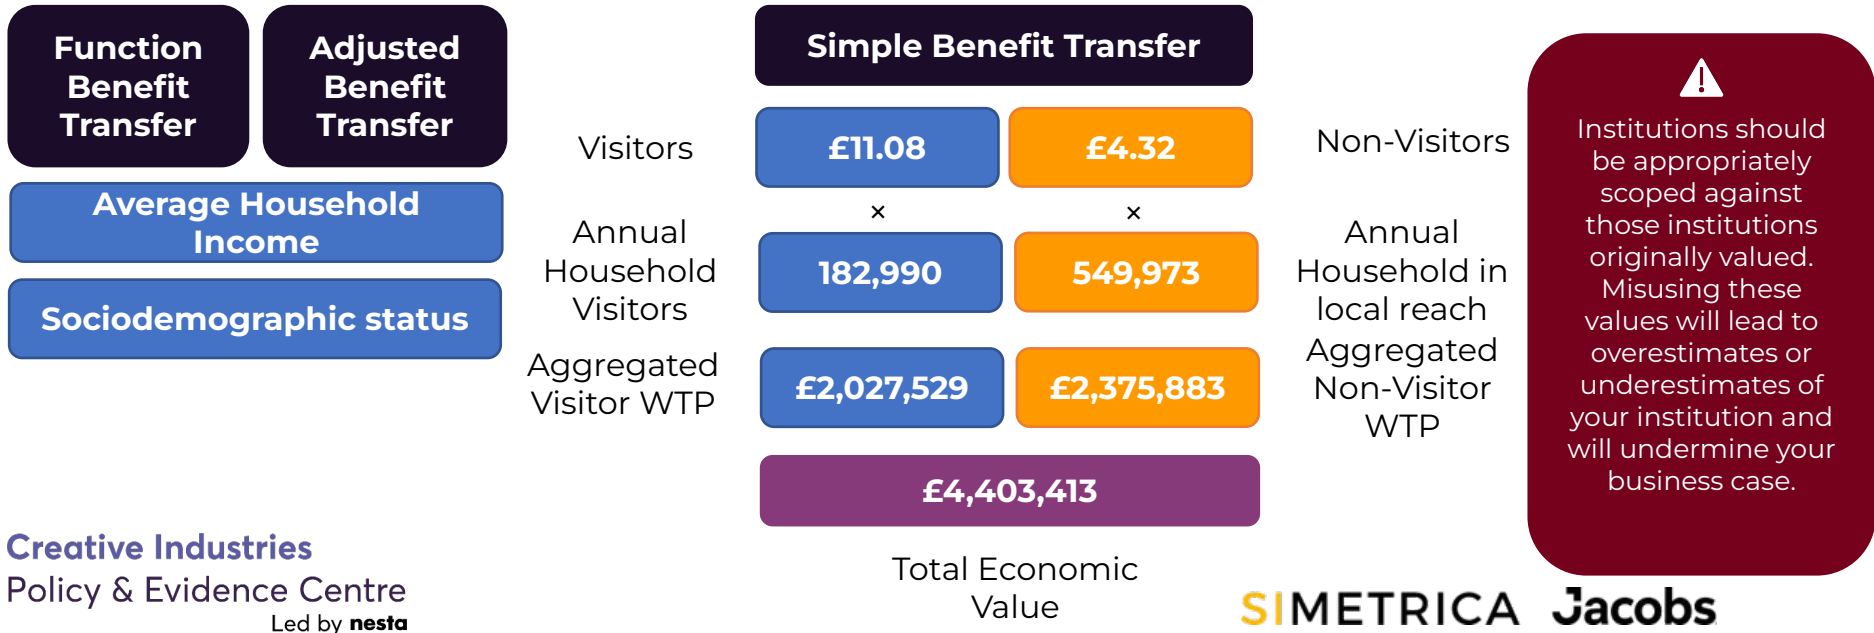 Function
Benefit
Transfer
Adjusted
Benefit
Transfer
Average Household
Income
Sociodemographic status
Simple Benefit Transfer
Visitors
£11.08
£4.32
Non-Visitors
×
×
Annual
Household
Visitors
182,990
549,973
Annual
Household in
local reach
Aggregated
Visitor WTP
£2,027,529
£2,375,883
Aggregated
Non-Visitor
WTP
£4,403,413
Total Economic
Value
Institutions should
be appropriately
scoped against
those institutions
originally valued.
Misusing these
values will lead to
overestimates or
underestimates of
your institution and
will undermine your
business case.
Creative Industries
Policy & Evidence Centre
Led by nesta
SIMETRICA Jacobs